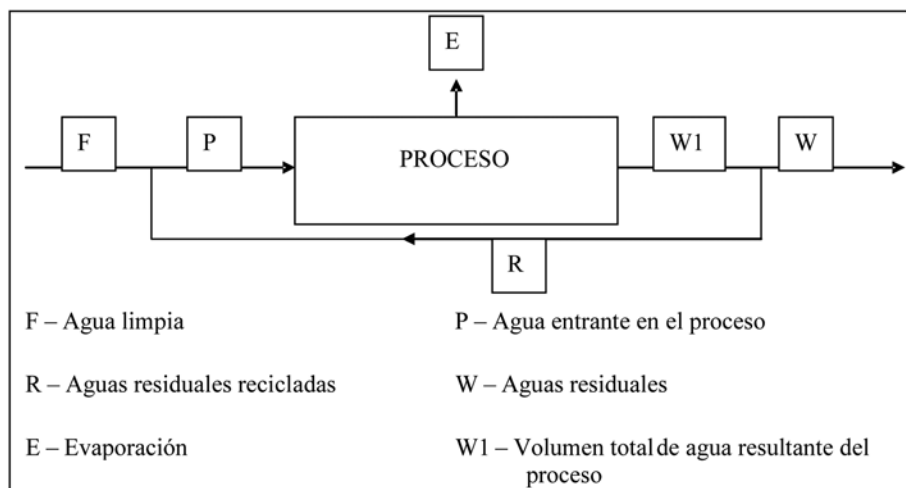 E
F
P
PROCESO
W1
W
R
F – Agua limpia
P – Agua entrante en el proceso
R – Aguas residuales recicladas
W – Aguas residuales
E – Evaporación
W1 – Volumen total de agua resultante del
proceso